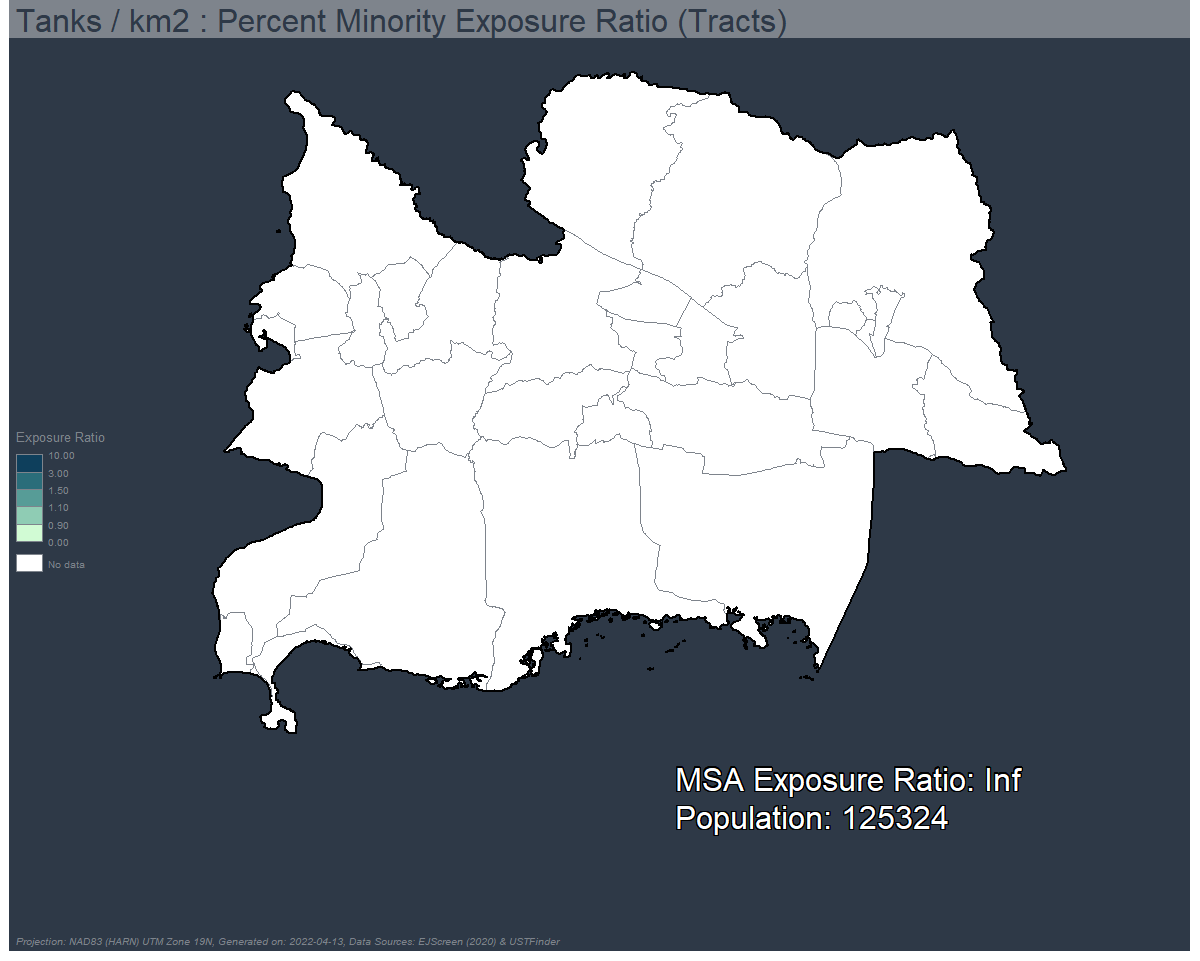 Tanks / km2 : Percent Minority Exposure Ratio (Tracts)
Exposure Ratio
10.00
3.00
1.50
1.10
0.90
0.00
No data
MSA Exposure Ratio: Inf
Population: 125324
Projection: NAD83 (HARN) UTM Zone 19N, Generated on: 2022-04-13, Data Sources: EJScreen (2020) & USTFinder